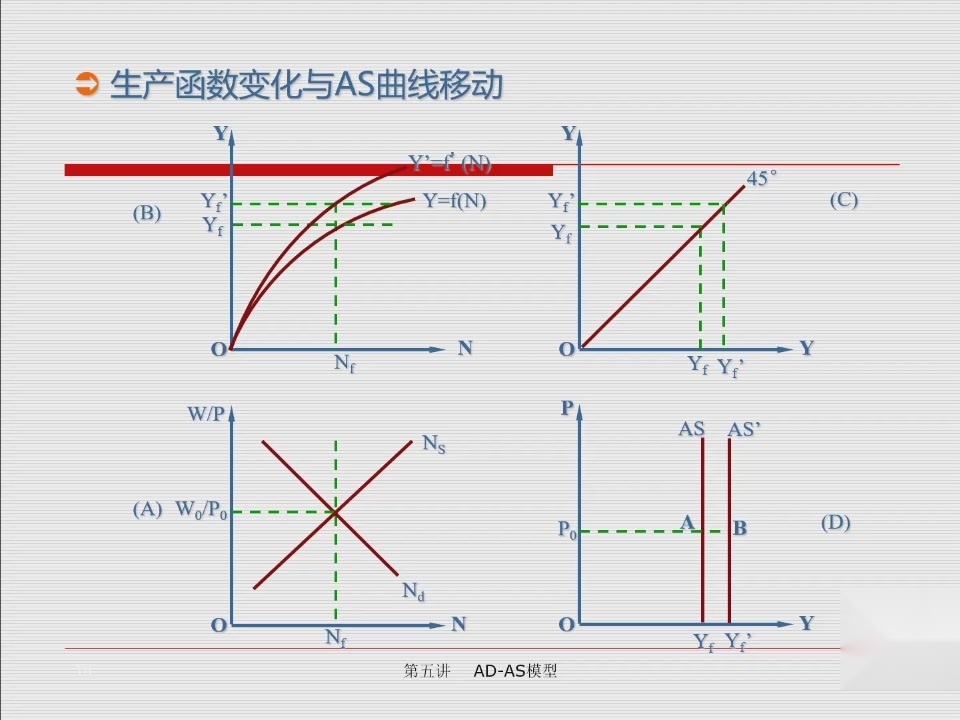 生产函数变化与AS曲线移动
Y
Y'=f' (N)
Yf'
Y=f(N)
(B)
Yf
O
N
Nf
Y
45°
Yf'
(C)
Yf
O
Y
Yf Yf'
W/P
NS
(A) W0/P0
Nd
O
N
Nf
P
AS AS'
P0
A B
(D)
O
Y
Yf Yf'
第五讲 AD-AS模型